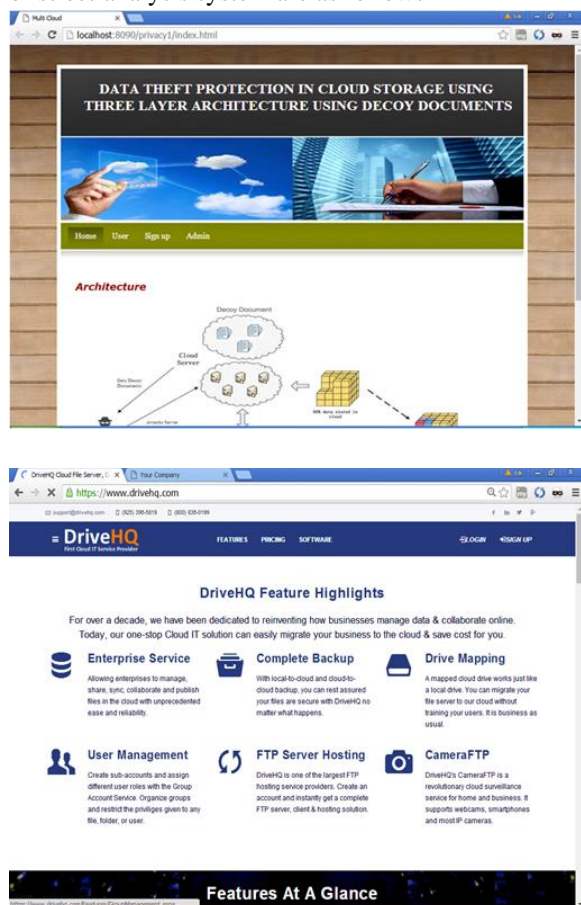 Multi Cloud
localhost:8090/privacy1/index.html
DATA THEFT PROTECTION IN CLOUD STORAGE USING
THREE LAYER ARCHITECTURE USING DECOY DOCUMENTS
Home User Sign up Admin
Architecture
Decoy Document
Cloud
Server
Documents
data stored in
cloud
DriveHQ Cloud File Server, Your Company
https://www.drivehq.com
support@drivehq.com
DriveHQ
First Cloud IT Service Provider
FEATURES PRICING SOFTWARE
LOGIN SIGN UP
DriveHQ Feature Highlights
For over a decade, we have been dedicated to reinventing how businesses manage data & collaborate online.
Today, our one-stop Cloud IT solution can easily migrate your business to the cloud & save cost for you.
Enterprise Service
Allowing enterprises to manage,
share, sync, collaborate and publish
files in the cloud with unprecedented
ease and reliability.
Complete Backup
With local-to-cloud and cloud-to-
cloud backup, you can rest assured
your files are secure with DriveHQ no
matter what happens.
Drive Mapping
A mapped cloud drive works just like
a local drive. You can migrate your
file server to our cloud without
training your users. It is business as
usual.
User Management
Create sub-accounts and assign
different user roles with the Group
Account Service. Organize groups
and restrict the priviliges given to any
file, folder, or user.
FTP Server Hosting
DriveHQ is one of the largest FTP
hosting service providers. Create an
account and instantly get a complete
FTP server, client & hosting solution.
CameraFTP
DriveHQ's CameraFTP is a
revolutionary cloud surveillance
service for home and business. It
supports webcams, smartphones
and most IP cameras.
Features At A Glance